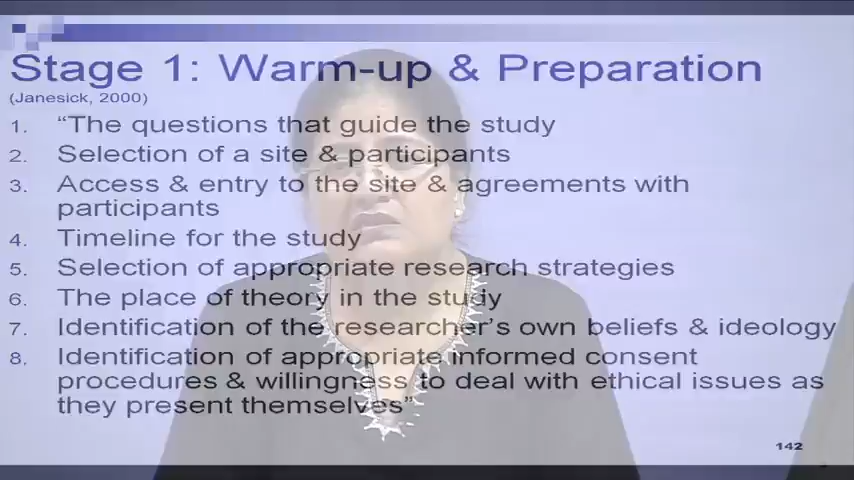 Stage 1: Warm-up & Preparation
(Janesick, 2000)
1. “The questions that guide the study
2. Selection of a site & participants
3. Access & entry to the site & agreements with
participants
4. Timeline for the study
5. Selection of appropriate research strategies
6. The place of theory in the study
7. Identification of the researcher’s own beliefs & ideology
8. Identification of appropriate informed consent
procedures & willingness to deal with ethical issues as
they present themselves”
142